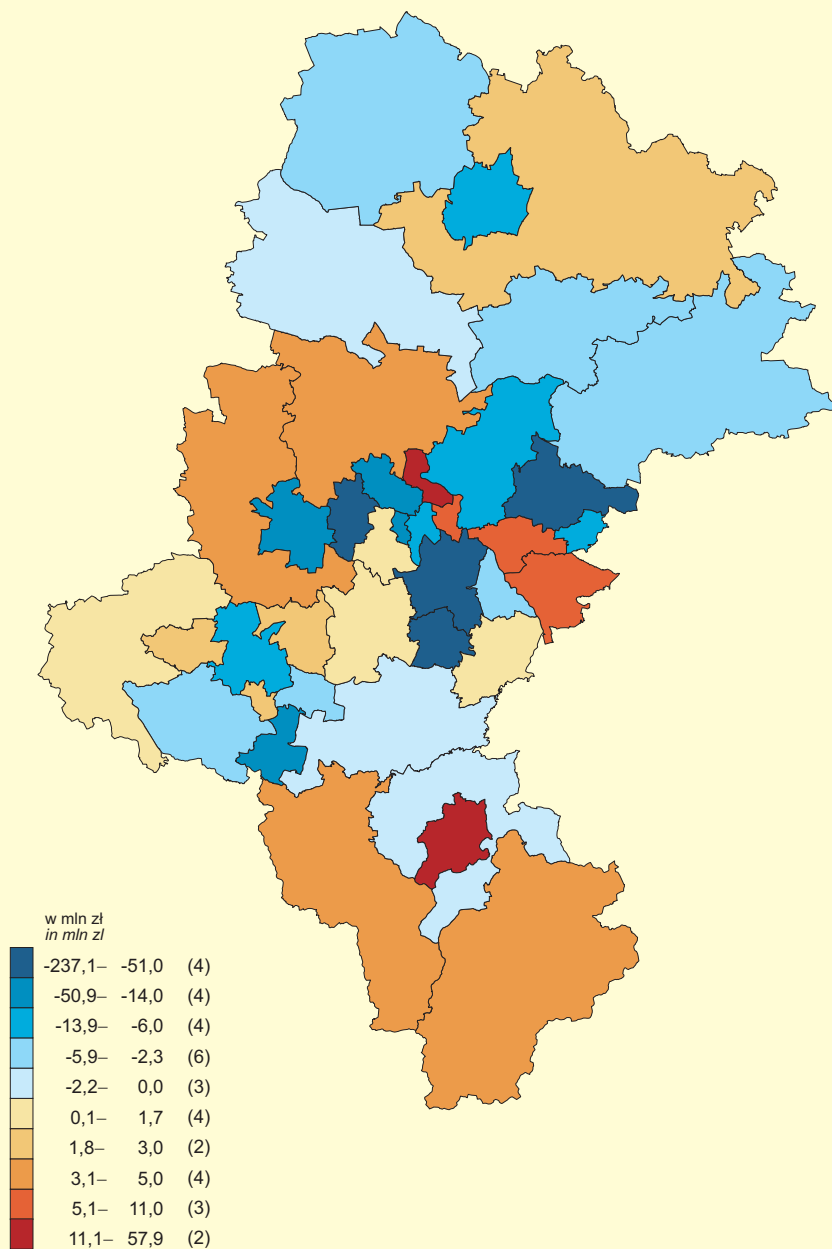 w mln zł
in mln zl
-237,1– -51,0 (4)
-50,9– -14,0 (4)
-13,9– -6,0 (4)
-5,9– -2,3 (6)
-2,2– 0,0 (3)
0,1– 1,7 (4)
1,8– 3,0 (2)
3,1– 5,0 (4)
5,1– 11,0 (3)
11,1– 57,9 (2)